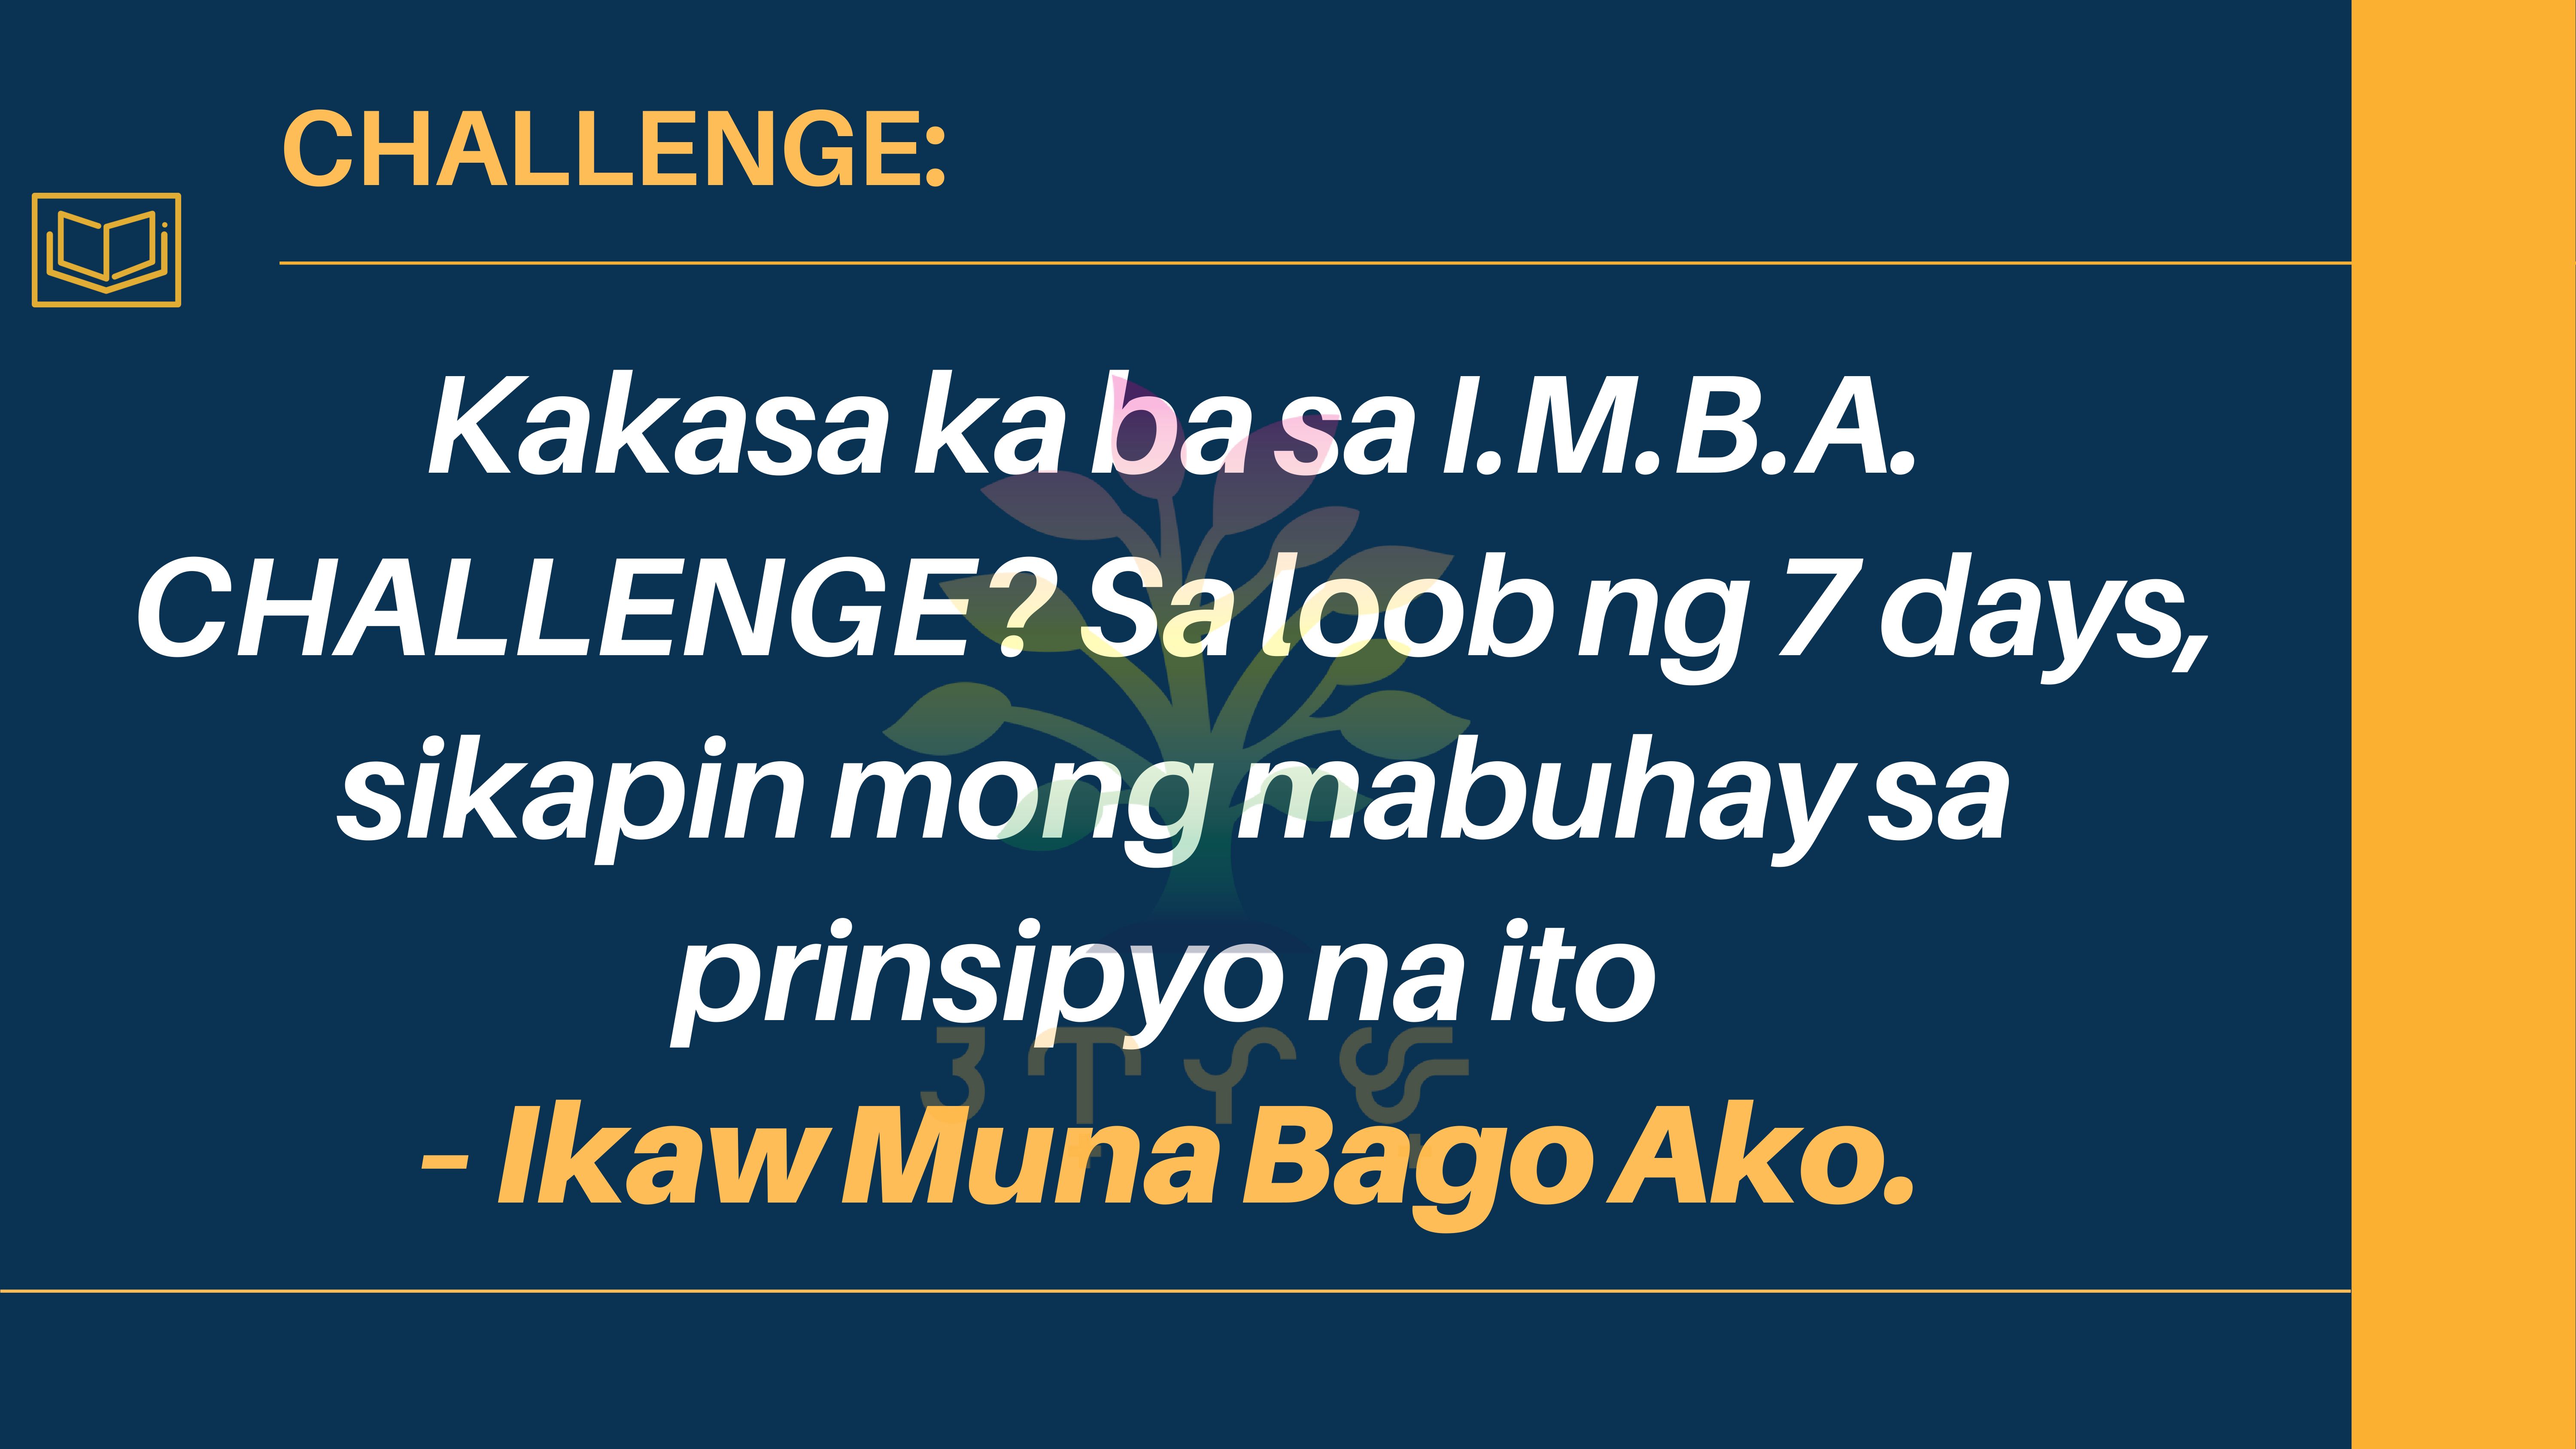 CHALLENGE:
Kakasa ka ba sa I.M.B.A.
CHALLENGE? Sa loob ng 7 days,
sikapin mong mabuhay sa
prinsipyo na ito
- Ikaw Muna Bago Ako.